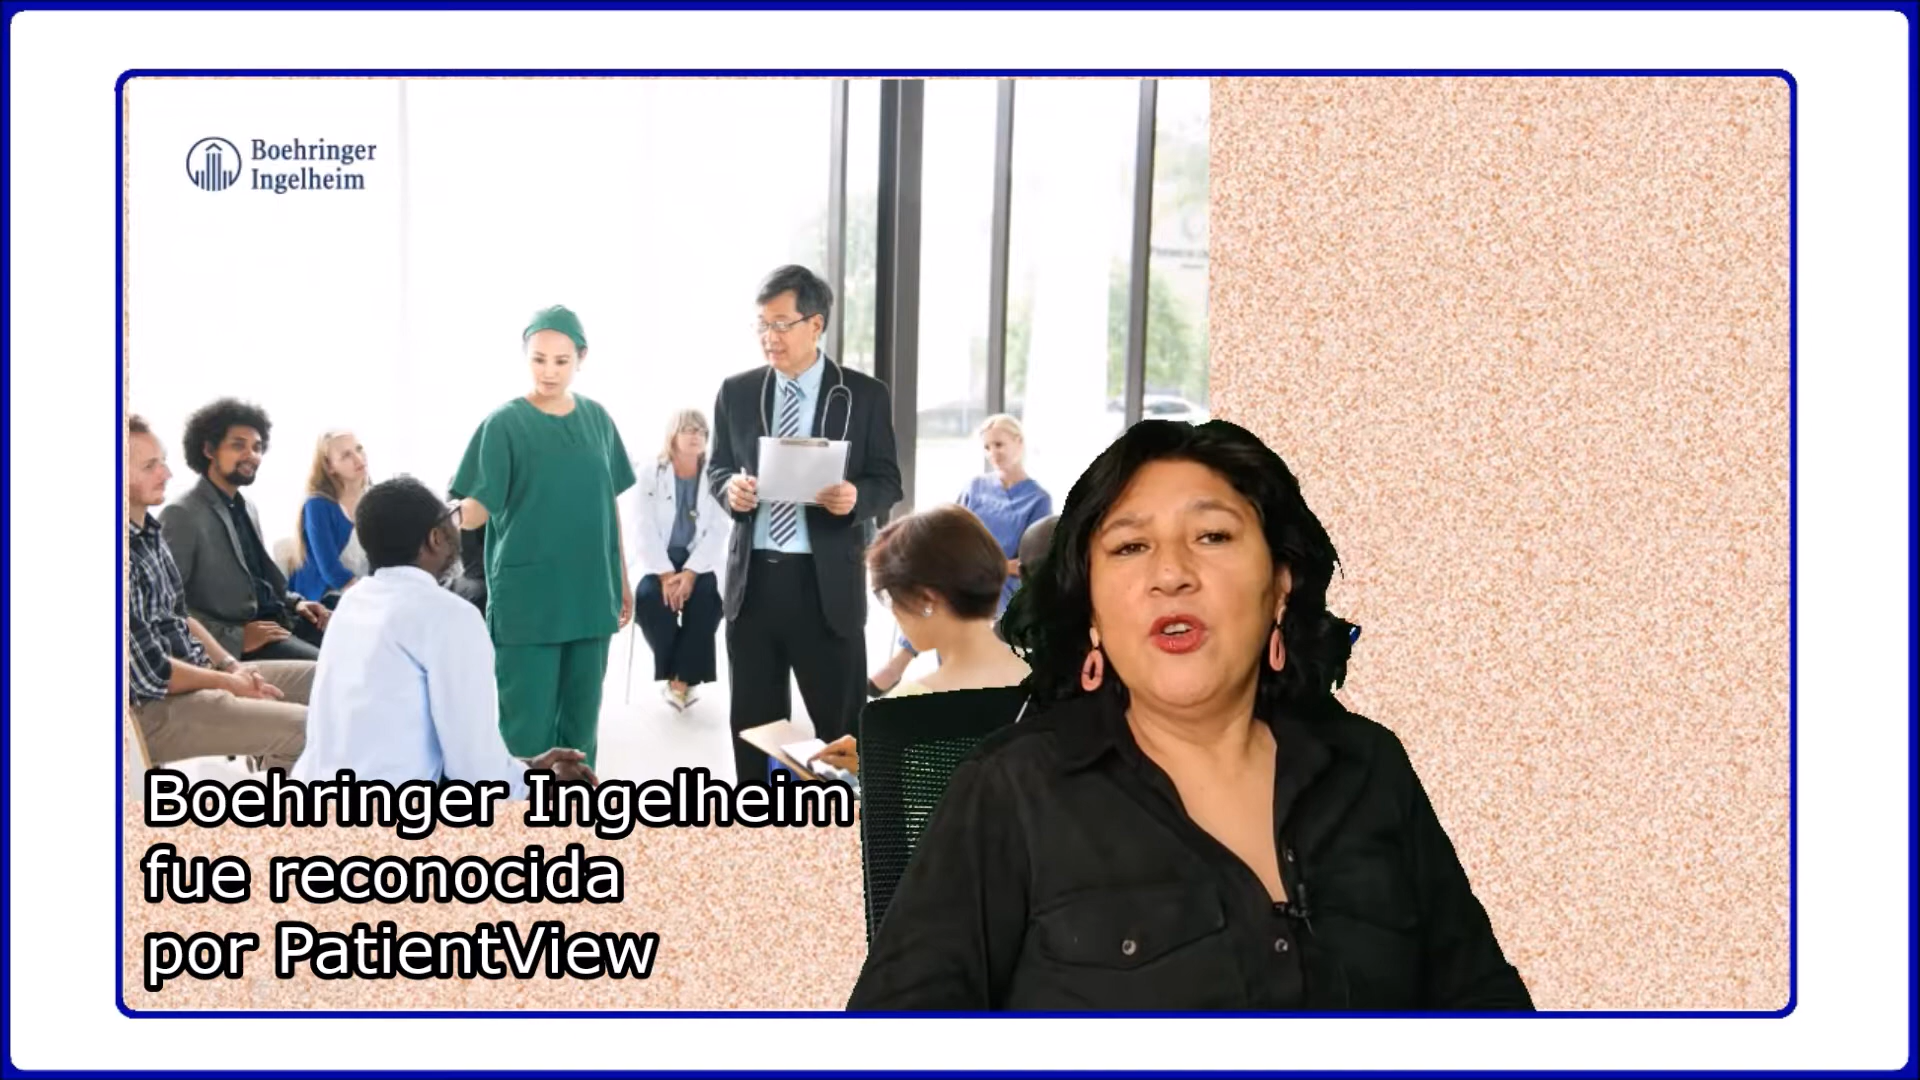 Boehringer
Ingelheim
Boehringer Ingelheim
fue reconocida
por PatientView